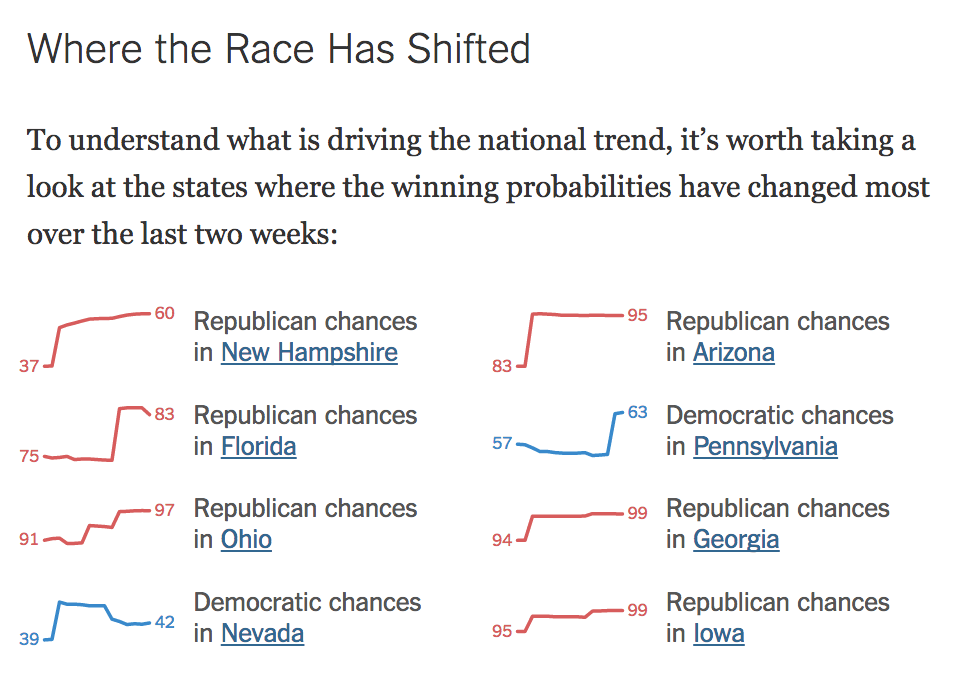 Where the Race Has Shifted
To understand what is driving the national trend, it’s worth taking a
look at the states where the winning probabilities have changed most
over the last two weeks:
37
60
Republican chances
in New Hampshire
83
95
Republican chances
in Arizona
75
83
Republican chances
in Florida
57
63
Democratic chances
in Pennsylvania
91
97
Republican chances
in Ohio
94
99
Republican chances
in Georgia
39
42
Democratic chances
in Nevada
95
99
Republican chances
in Iowa